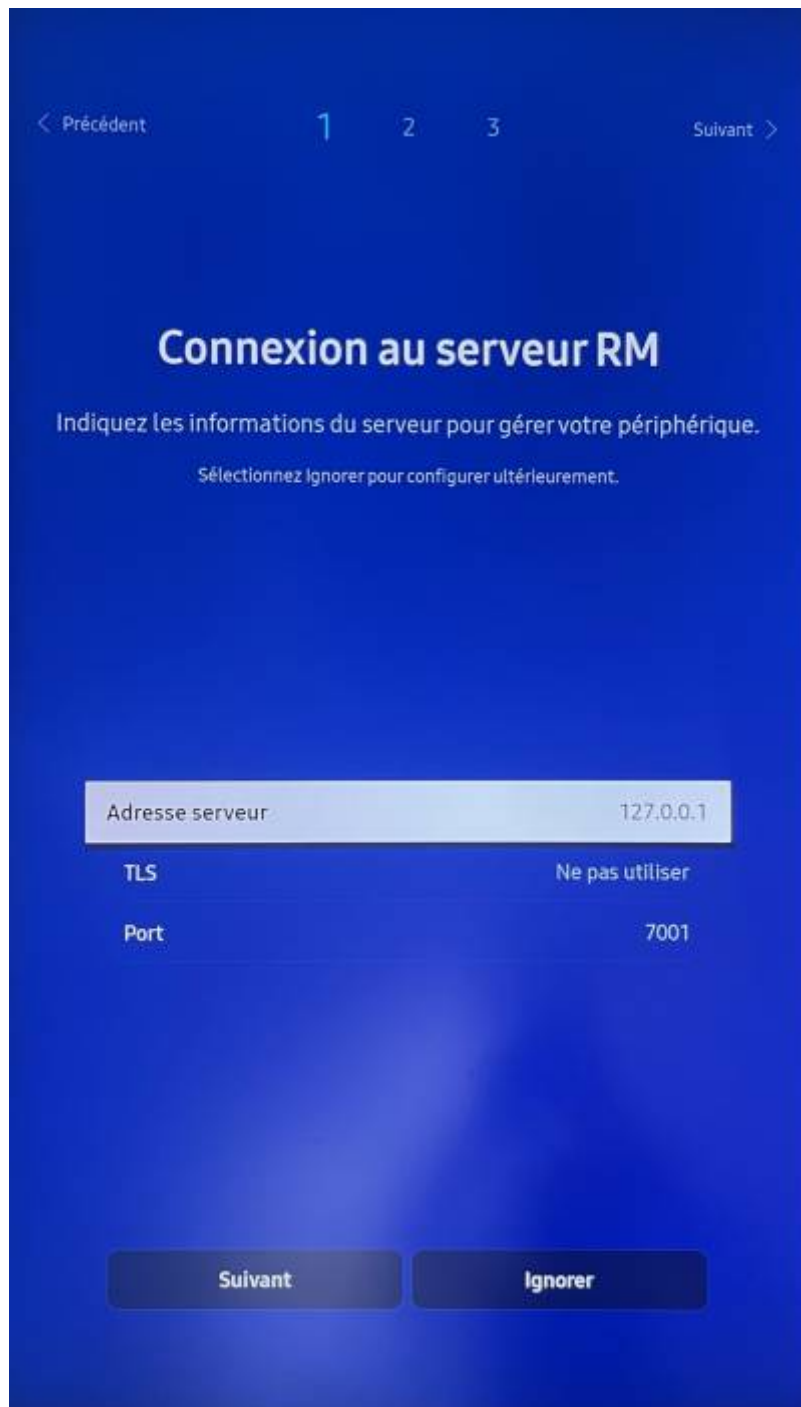 Précédent 1 2 3 Suivant
Connexion au serveur RM
Indiquez les informations du serveur pour gérer votre périphérique.
Sélectionnez Ignorer pour configurer ultérieurement.
Adresse serveur 127.0.0.1
TLS Ne pas utiliser
Port 7001
Suivant Ignorer